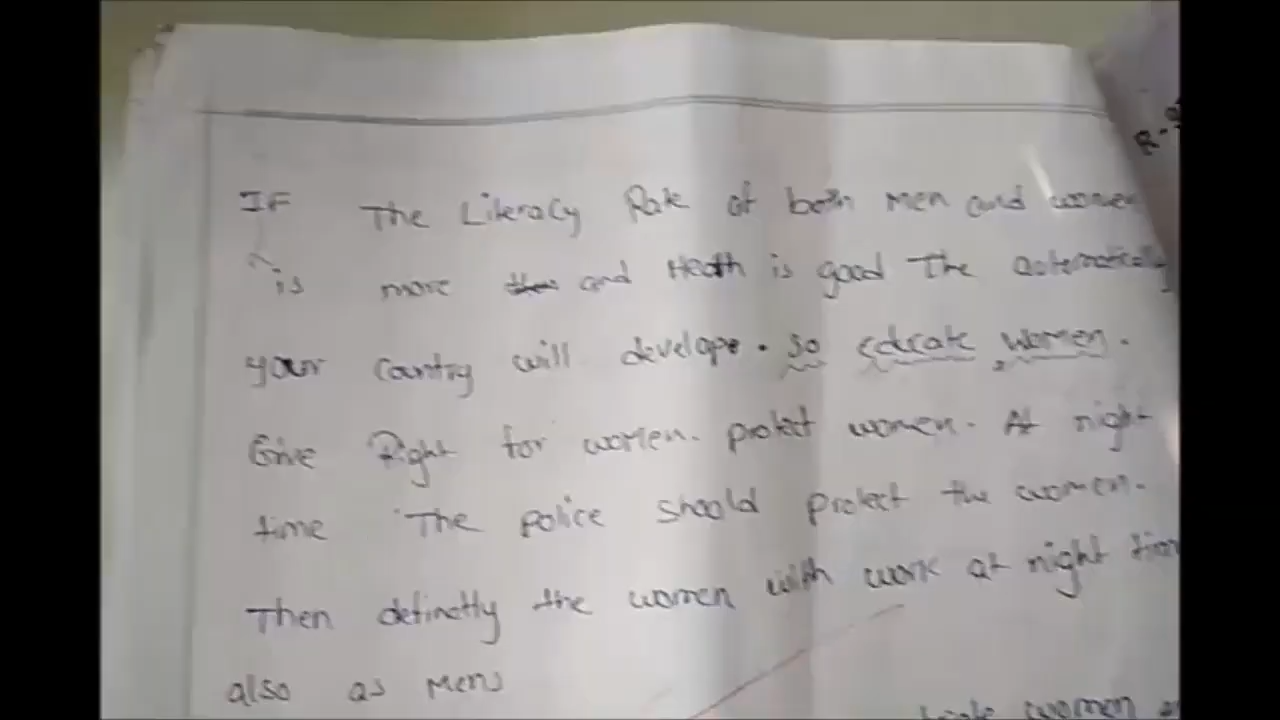 IF The Literacy Rate of both men and women
is more and Heath is good The automatically
your country will develope. so educate women.
Give Right for women. protect women. At night
time The police should protect the women.
Then definetly the women with work at night time
also as mens
women
R.